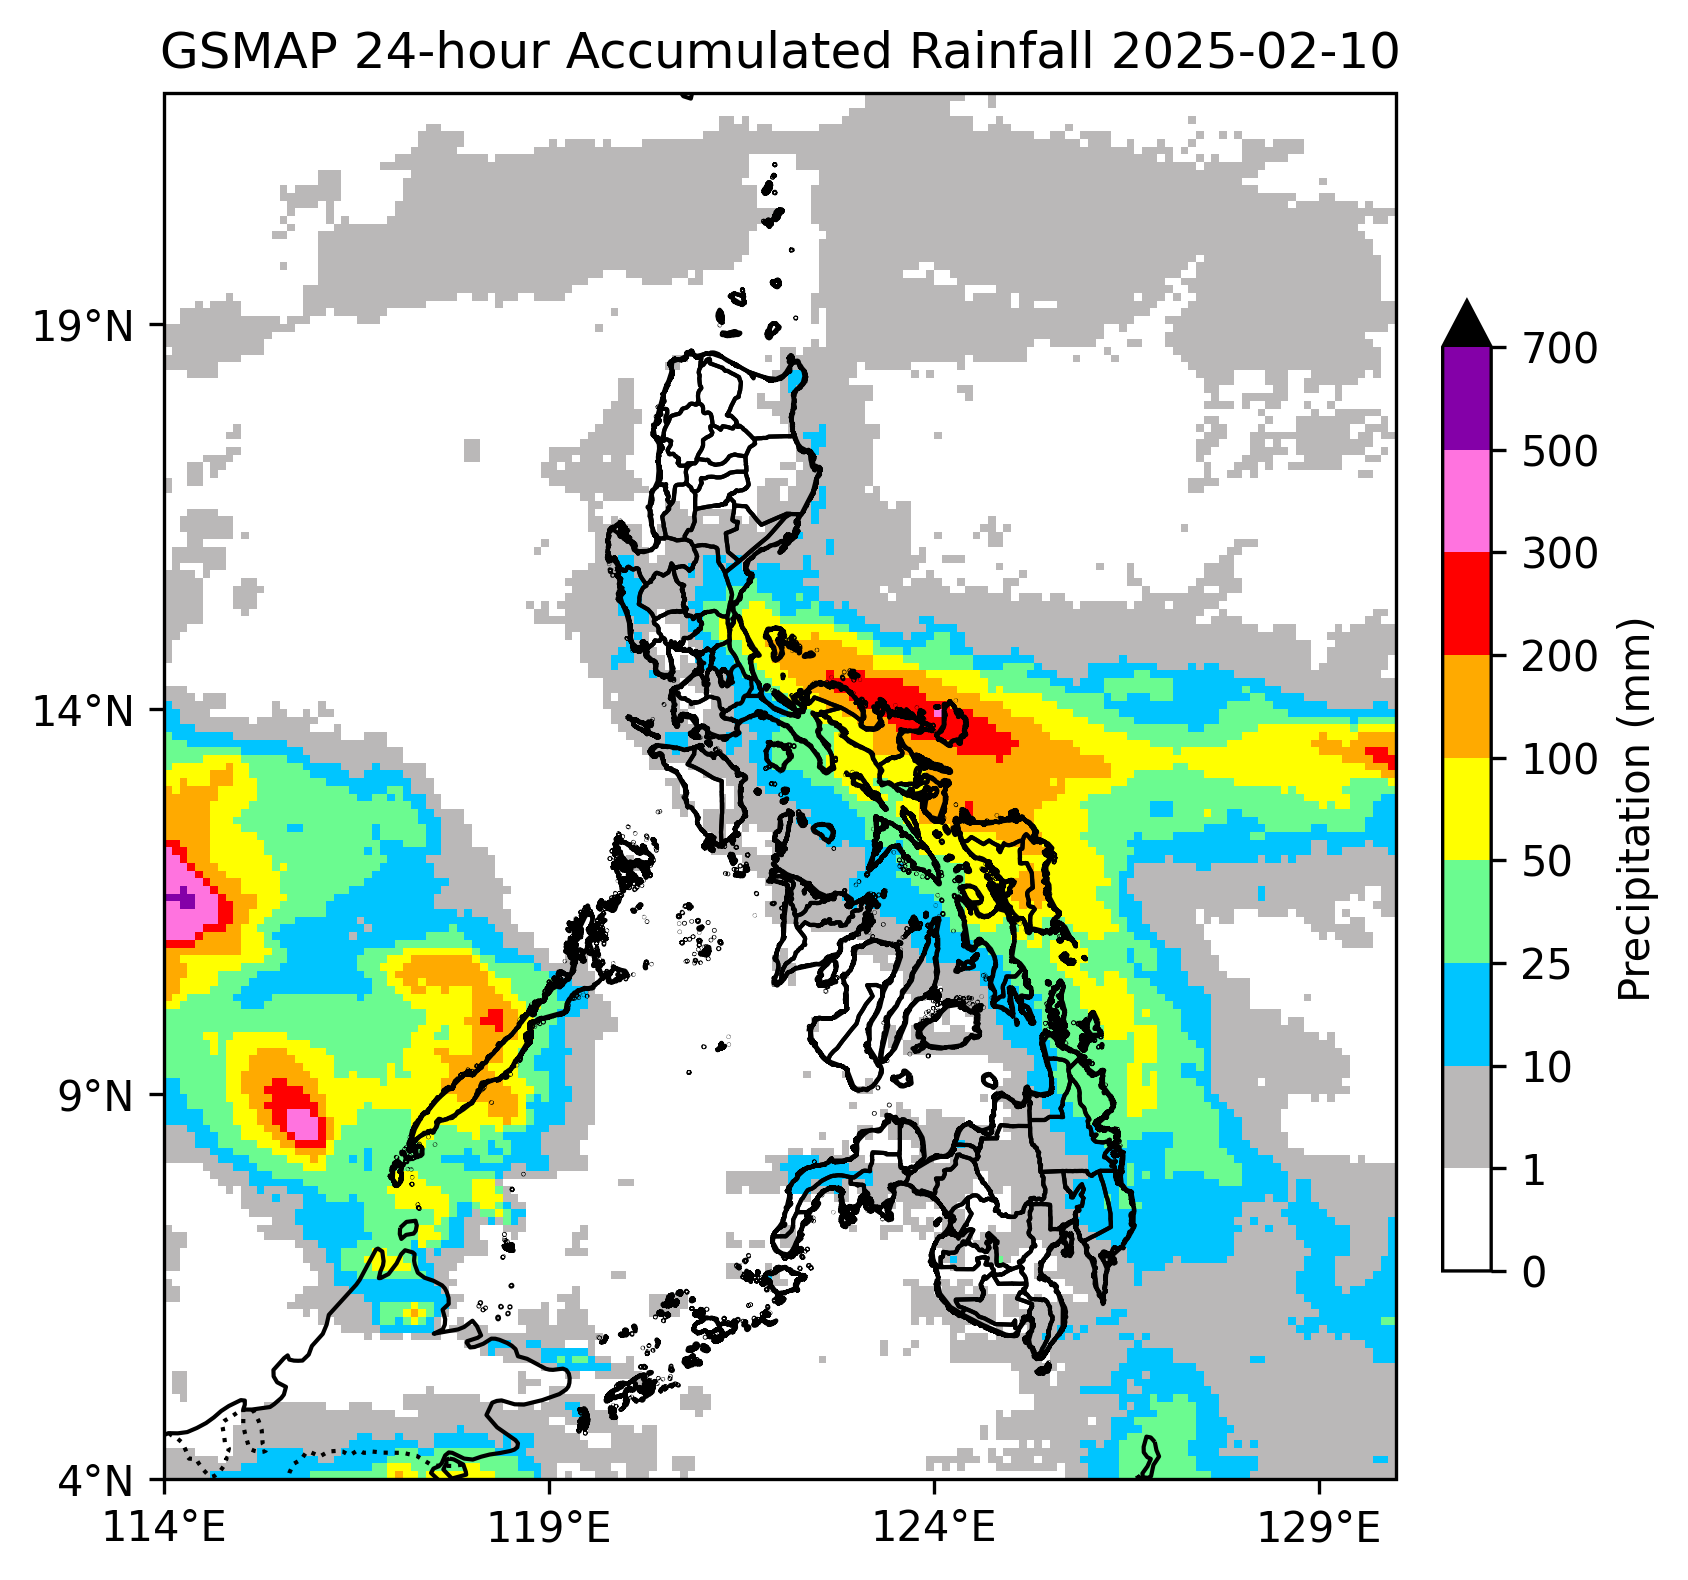 GSMAP 24-hour Accumulated Rainfall 2025-02-10
19°N
14°N
9°N
4°N
114°E
119°E
124°E
129°E
700
500
300
200
100
50
25
10
1
0
Precipitation (mm)